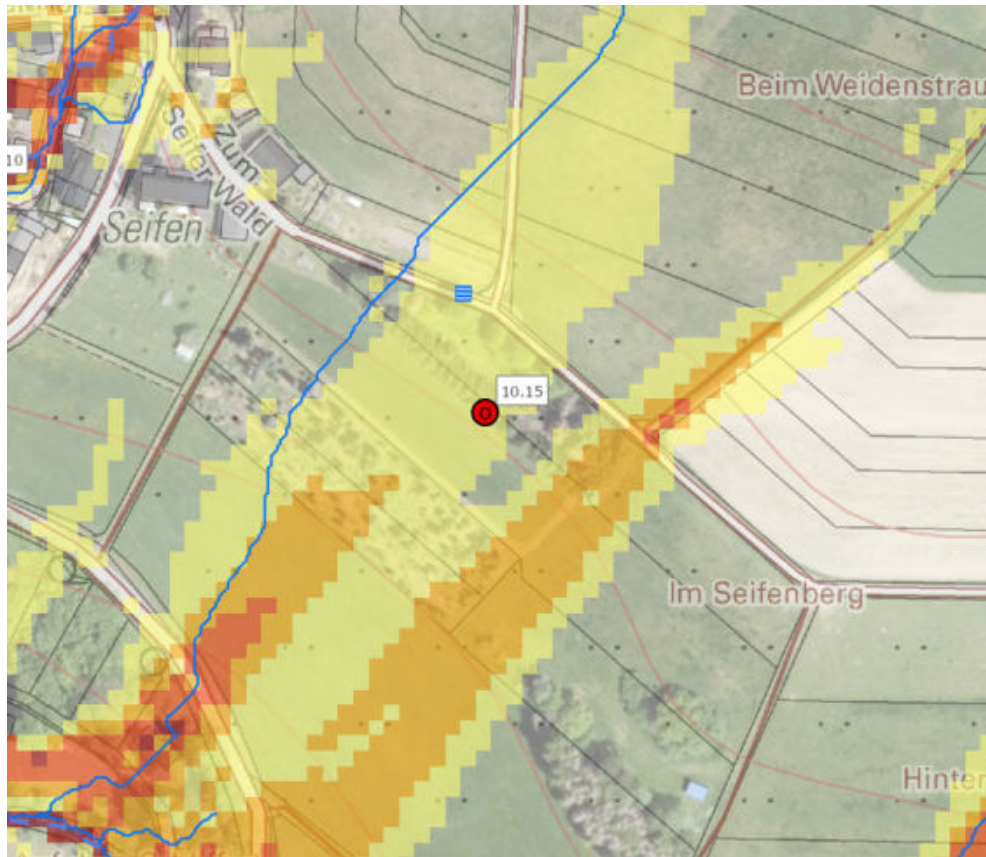 Beim Weidenstrau
10
Zum
Seifer Wald
Seifen
10.15
O
Im Seifenberg
Hinter